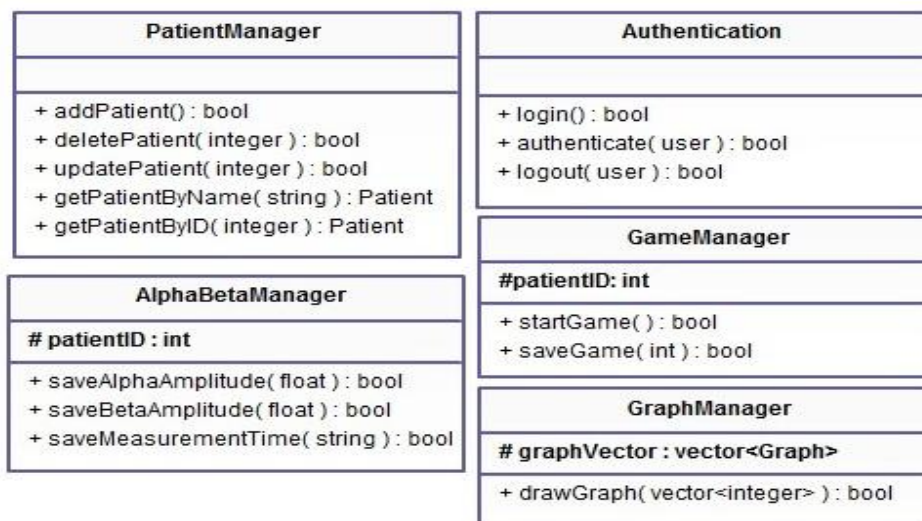 PatientManager
+ addPatient() : bool
+ deletePatient( integer ) : bool
+ updatePatient( integer ) : bool
+ getPatientByName( string ) : Patient
+ getPatientByID( integer ) : Patient
Authentication
+ login() : bool
+ authenticate( user ) : bool
+ logout( user ) : bool
AlphaBetaManager
# patientID : int
+ saveAlphaAmplitude( float ) : bool
+ saveBetaAmplitude( float ) : bool
+ saveMeasurementTime( string ) : bool
GameManager
#patientID: int
+ startGame( ) : bool
+ saveGame( int ) : bool
GraphManager
# graphVector : vector<Graph>
+ drawGraph( vector<integer> ) : bool